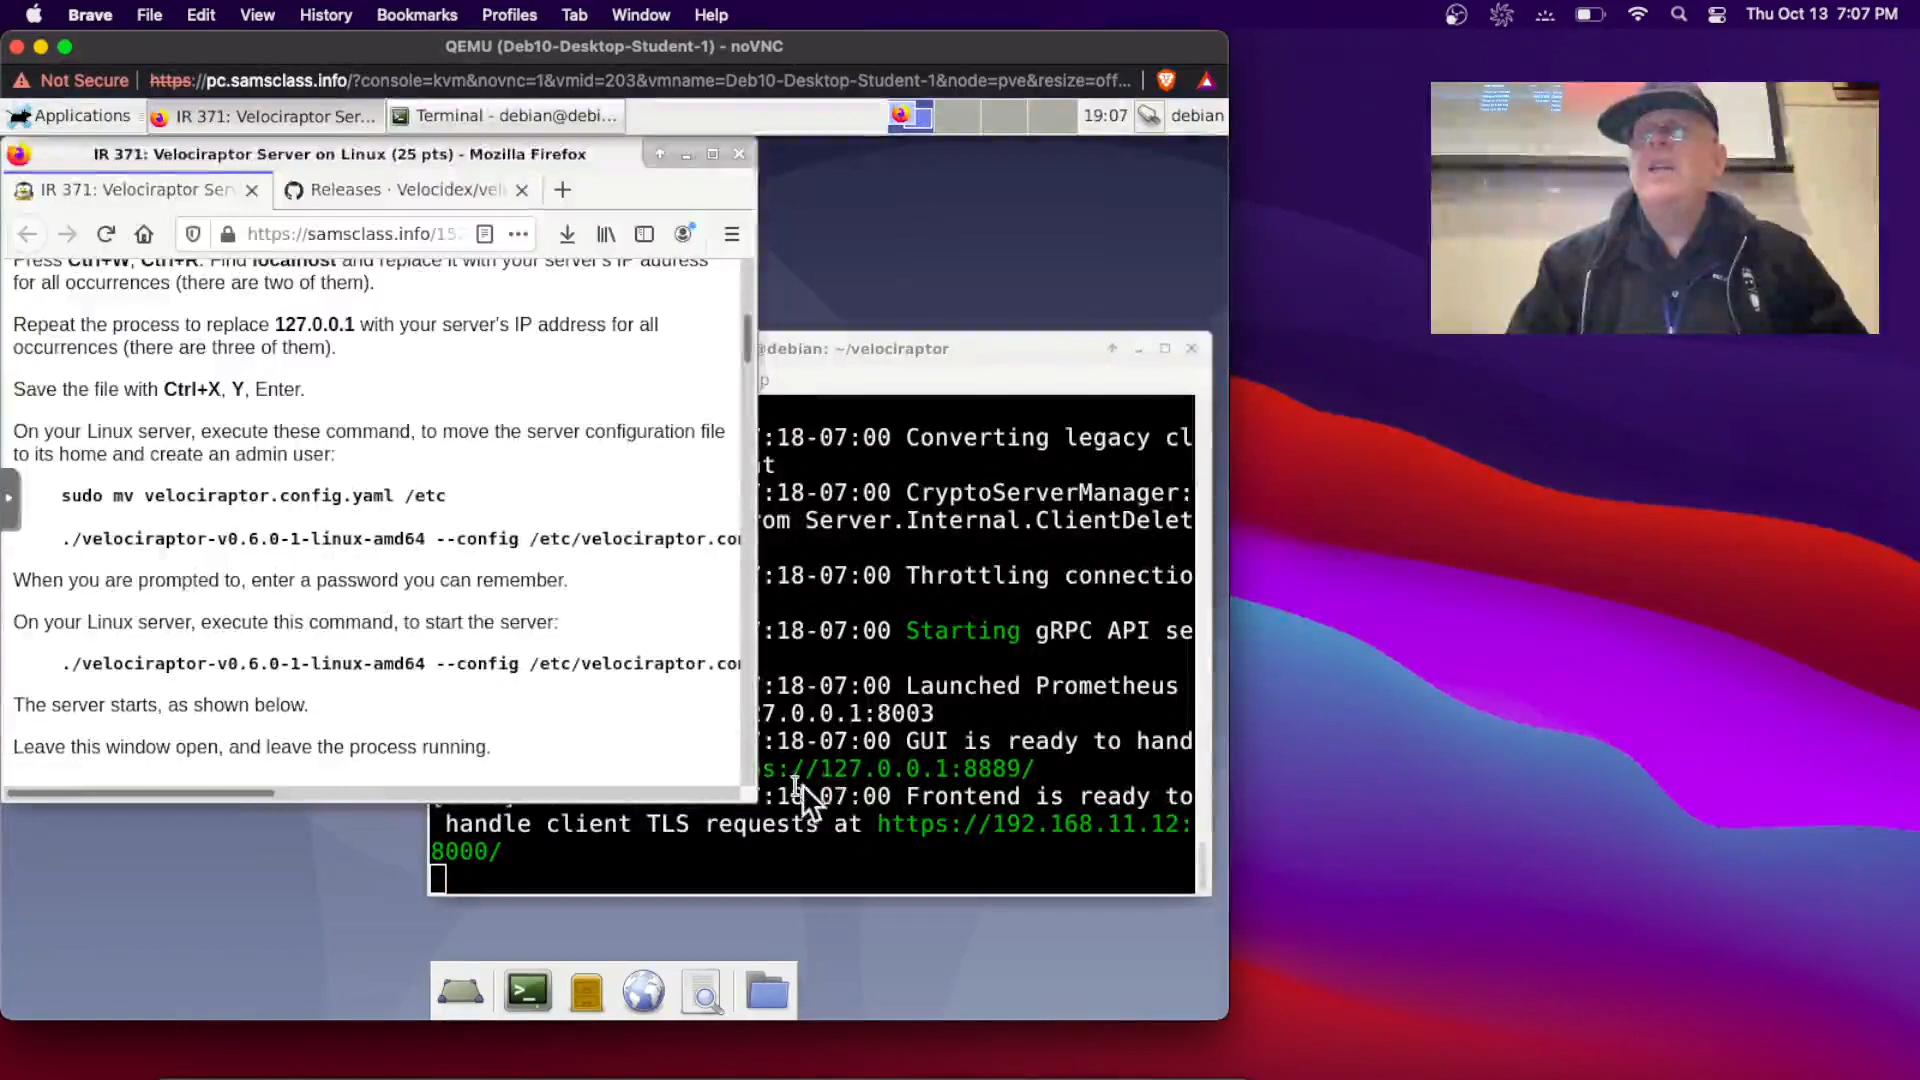 Brave File Edit View History Bookmarks Profiles Tab Window Help Thu Oct 13 7:07 PM
QEMU (Deb10-Desktop-Student-1) - noVNC
Not Secure https://pc.samsclass.info/?console=kvm&novnc=1&vmid=203&vmname=Deb10-Desktop-Student-1&node=pve&resize=off...
Applications IR 371: Velociraptor Ser... Terminal - debian@debi... 19:07 debian
IR 371: Velociraptor Server on Linux (25 pts) - Mozilla Firefox
IR 371: Velociraptor Ser Releases · Velocidex/vel
https://samsclass.info/152
Press Ctrl+W, Ctrl+R. Find localhost and replace it with your server's IP address
for all occurrences (there are two of them).
Repeat the process to replace 127.0.0.1 with your server's IP address for all
occurrences (there are three of them).
Save the file with Ctrl+X, Y, Enter.
On your Linux server, execute these command, to move the server configuration file
to its home and create an admin user:
sudo mv velociraptor.config.yaml /etc
./velociraptor-v0.6.0-1-linux-amd64 --config /etc/velociraptor.con
When you are prompted to, enter a password you can remember.
On your Linux server, execute this command, to start the server:
./velociraptor-v0.6.0-1-linux-amd64 --config /etc/velociraptor.con
The server starts, as shown below.
Leave this window open, and leave the process running.
@debian: ~/velociraptor
p
:18-07:00 Converting legacy cl
t
:18-07:00 CryptoServerManager:
om Server.Internal.ClientDelet
:18-07:00 Throttling connectio
:18-07:00 Starting gRPC API se
:18-07:00 Launched Prometheus
27.0.0.1:8003
:18-07:00 GUI is ready to hand
s://127.0.0.1:8889/
:18-07:00 Frontend is ready to
handle client TLS requests at https://192.168.11.12:
8000/